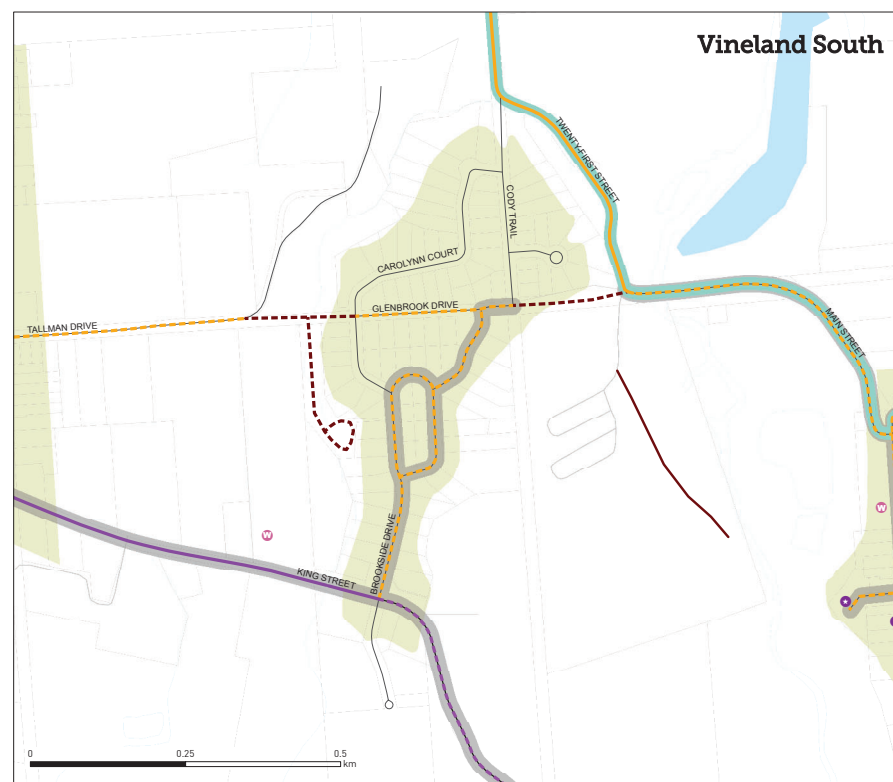 Vineland South
TWENTY-FIRST STREET
CODY TRAIL
CAROLYNN COURT
GLENBROOK DRIVE
TALLMAN DRIVE
MAIN STREET
W
W
BROOKSIDE DRIVE
KING STREET
0 0.25 0.5
km